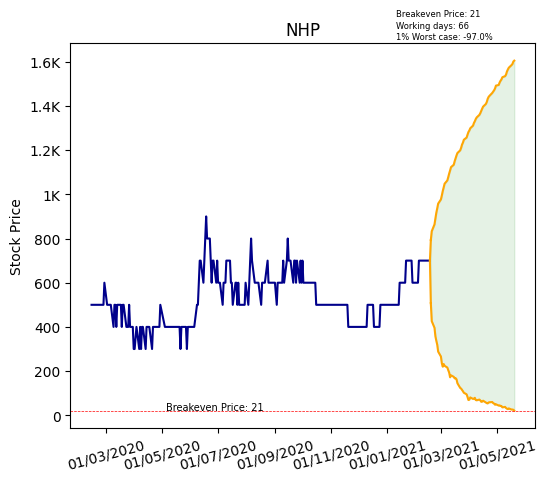 Breakeven Price: 21
Working days: 66
1% Worst case: -97.0%
NHP
Stock Price
1.6K
1.4K
1.2K
1K
800
600
400
200
0
Breakeven Price: 21
01/03/2020
01/05/2020
01/07/2020
01/09/2020
01/11/2020
01/01/2021
01/03/2021
01/05/2021